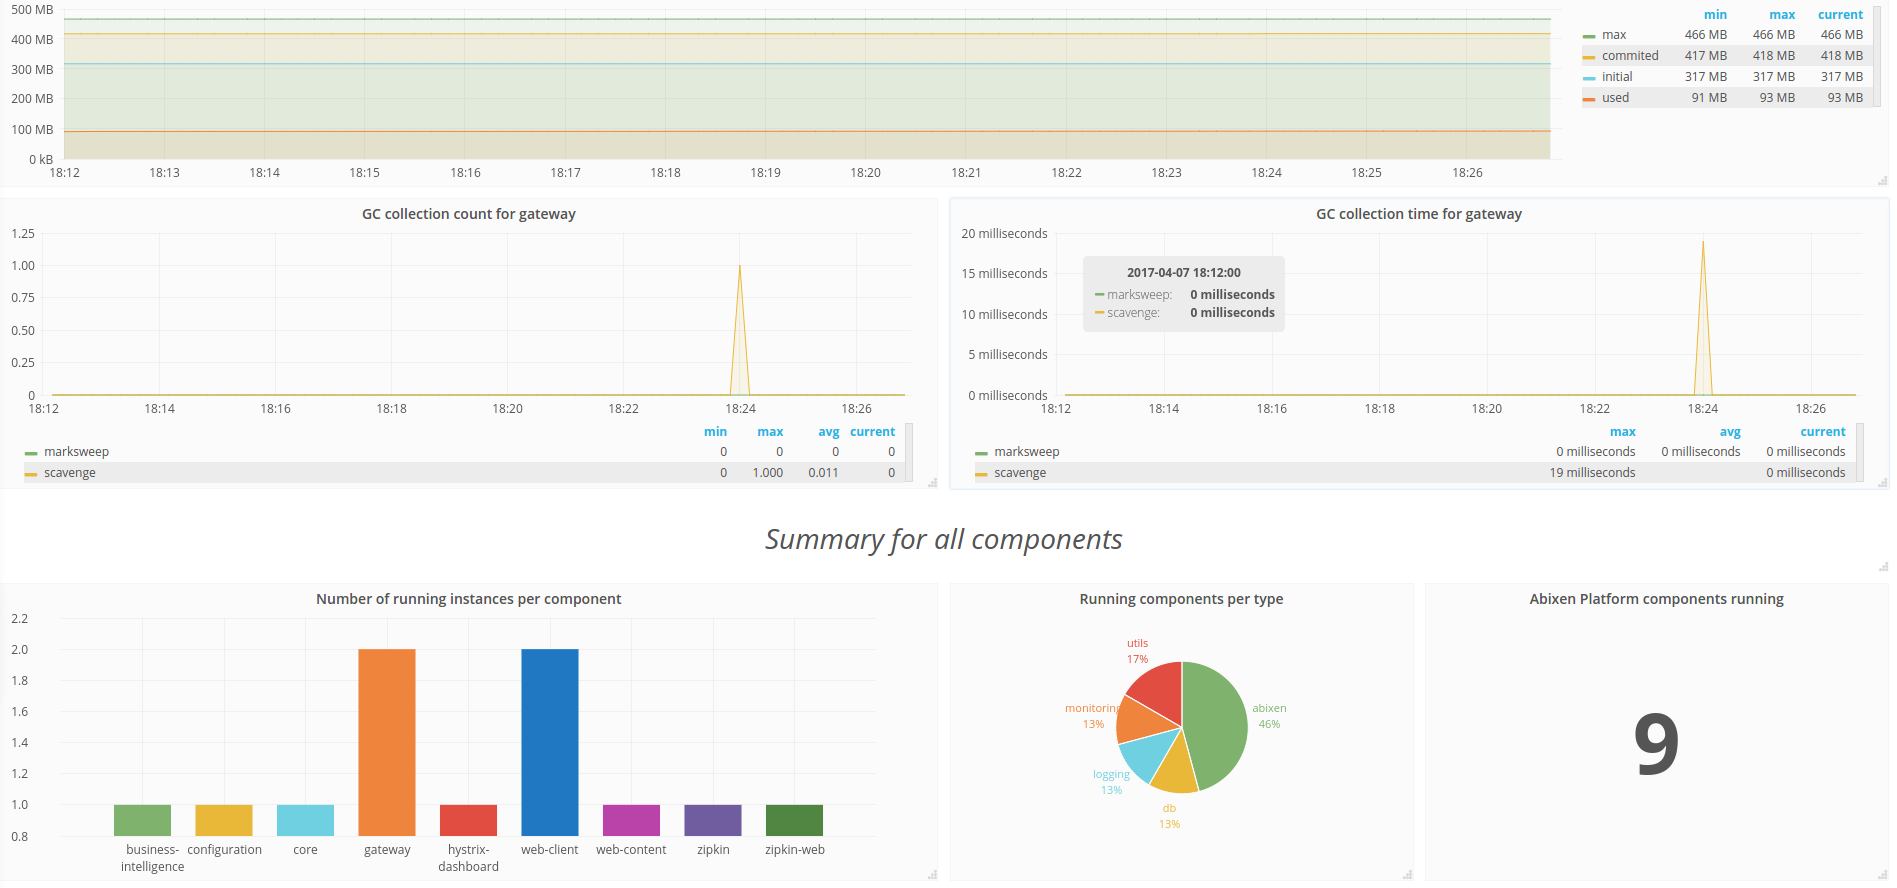 500 MB
400 MB
300 MB
200 MB
100 MB
0 kB
18:12 18:13 18:14 18:15 18:16 18:17 18:18 18:19 18:20 18:21 18:22 18:23 18:24 18:25 18:26
min max current
max 466 MB 466 MB 466 MB
commited 417 MB 418 MB 418 MB
initial 317 MB 317 MB 317 MB
used 91 MB 93 MB 93 MB
GC collection count for gateway
1.25
1.00
0.75
0.50
0.25
0
18:12 18:14 18:16 18:18 18:20 18:22 18:24 18:26
min max avg current
marksweep 0 0 0 0
scavenge 0 1.000 0.011 0
GC collection time for gateway
20 milliseconds
15 milliseconds
10 milliseconds
5 milliseconds
0 milliseconds
2017-04-07 18:12:00
marksweep: 0 milliseconds
scavenge: 0 milliseconds
18:12 18:14 18:16 18:18 18:20 18:22 18:24 18:26
max avg current
marksweep 0 milliseconds 0 milliseconds 0 milliseconds
scavenge 19 milliseconds 0 milliseconds
Summary for all components
Number of running instances per component
2.2
2.0
1.8
1.6
1.4
1.2
1.0
0.8
business-intelligence configuration core gateway hystrix-dashboard web-client web-content zipkin zipkin-web
Running components per type
utils
17%
monitoring
13%
abixen
46%
logging
13%
db
13%
Abixen Platform components running
9